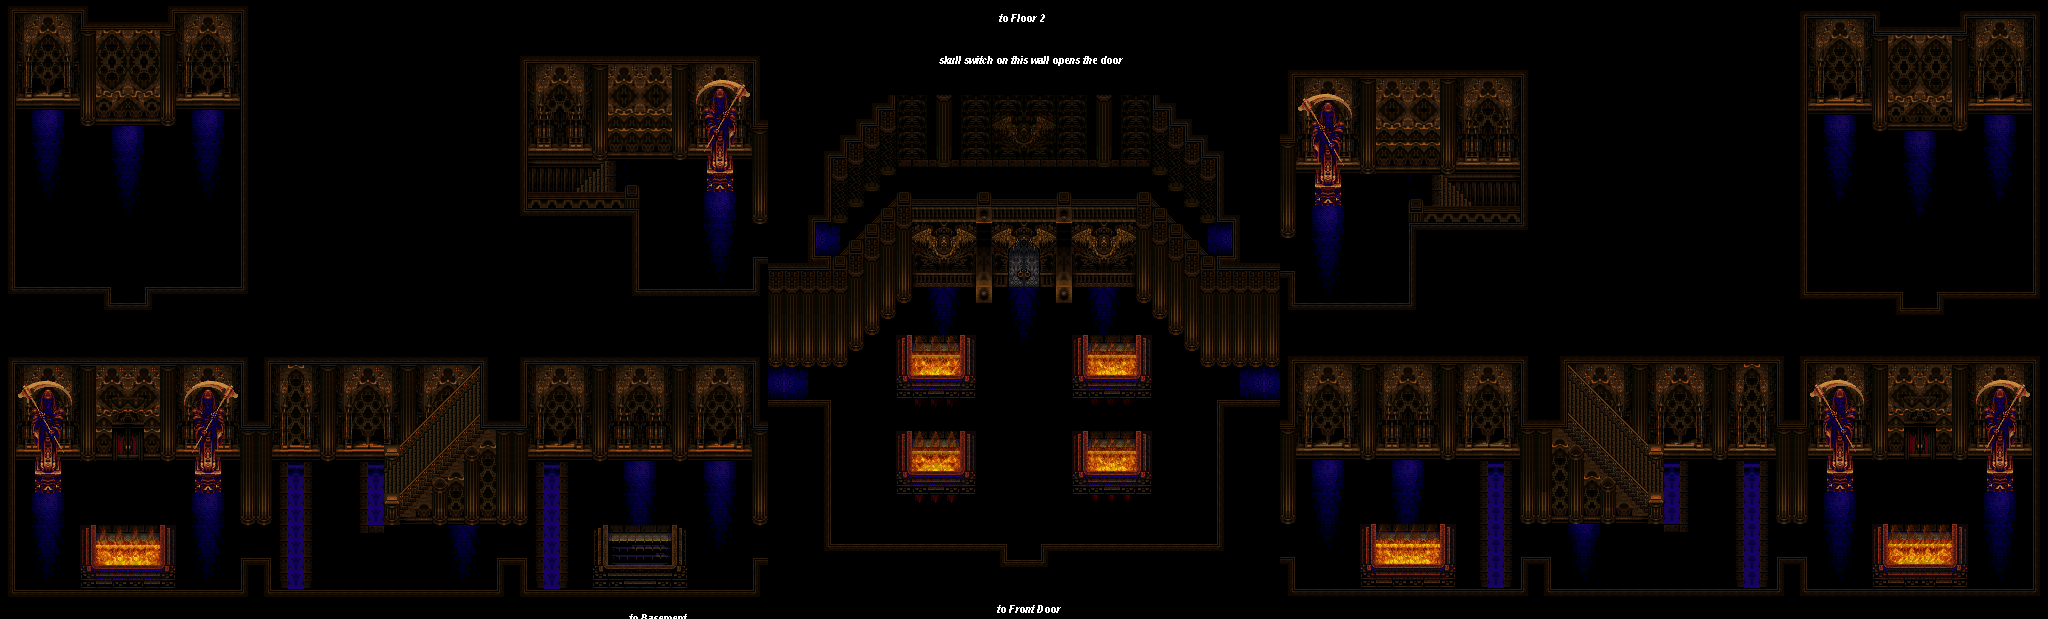 to Floor 2
skull switch on this wall opens the door
to Front Door
to Basement